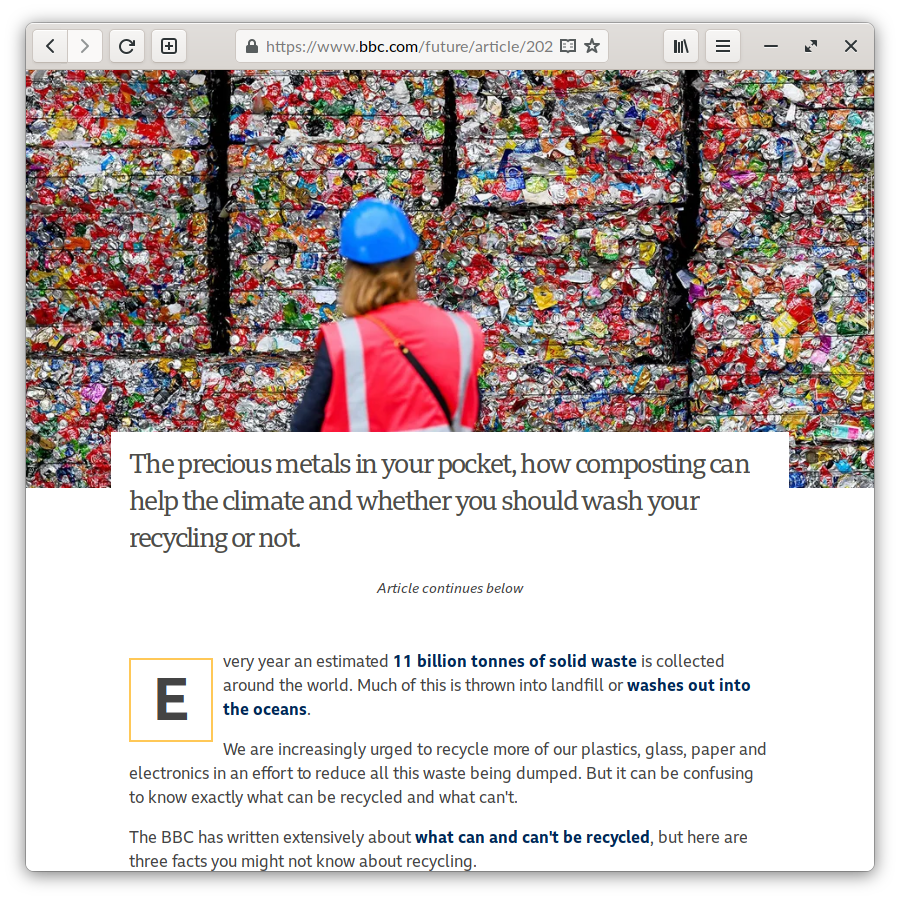 https://www.bbc.com/future/article/202
The precious metals in your pocket, how composting can
help the climate and whether you should wash your
recycling or not.
Article continues below
Every year an estimated 11 billion tonnes of solid waste is collected
around the world. Much of this is thrown into landfill or washes out into
the oceans.
We are increasingly urged to recycle more of our plastics, glass, paper and
electronics in an effort to reduce all this waste being dumped. But it can be confusing
to know exactly what can be recycled and what can't.
The BBC has written extensively about what can and can't be recycled, but here are
three facts you might not know about recycling.